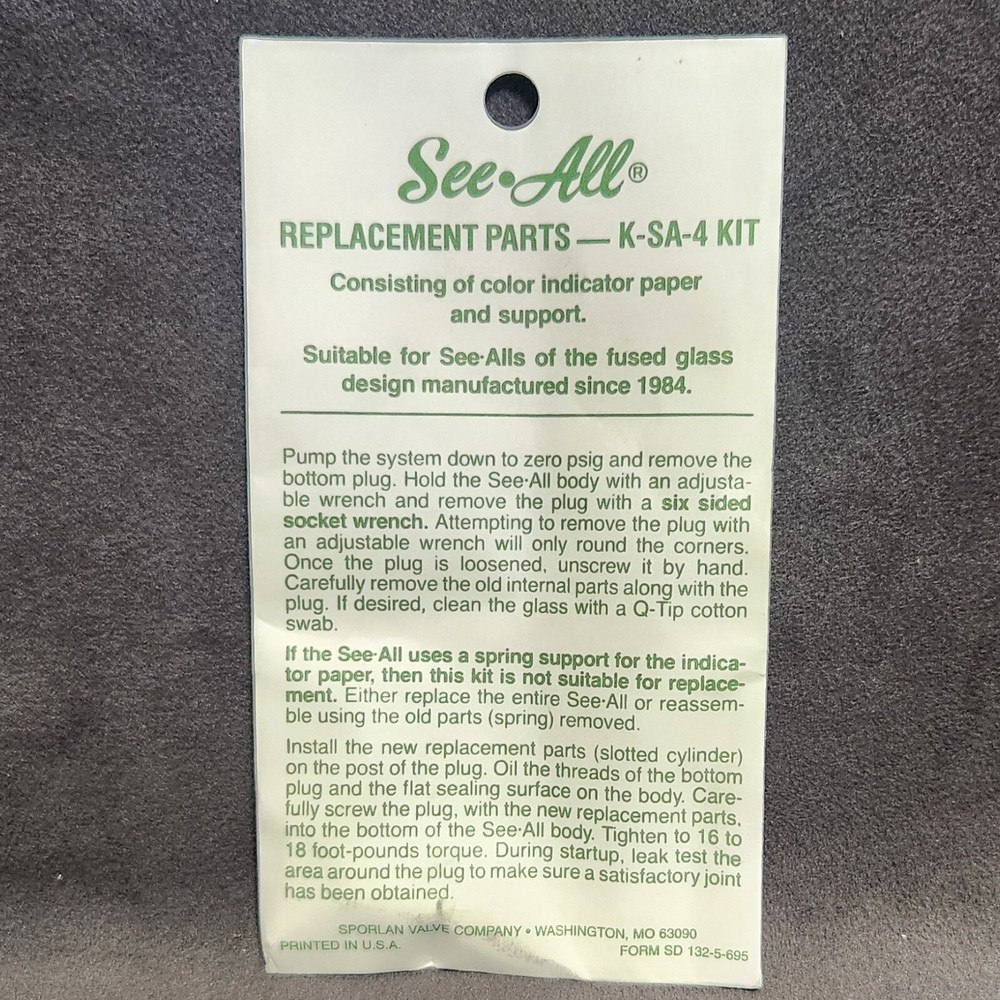 See•All®
REPLACEMENT PARTS — K-SA-4 KIT
Consisting of color indicator paper
and support.
Suitable for See·Alls of the fused glass
design manufactured since 1984.
Pump the system down to zero psig and remove the
bottom plug. Hold the See·All body with an adjusta-
ble wrench and remove the plug with a six sided
socket wrench. Attempting to remove the plug with
an adjustable wrench will only round the corners.
Once the plug is loosened, unscrew it by hand.
Carefully remove the old internal parts along with the
plug. If desired, clean the glass with a Q-Tip cotton
swab.
If the See·All uses a spring support for the indica-
tor paper, then this kit is not suitable for replace-
ment. Either replace the entire See·All or reassem-
ble using the old parts (spring) removed.
Install the new replacement parts (slotted cylinder)
on the post of the plug. Oil the threads of the bottom
plug and the flat sealing surface on the body. Care-
fully screw the plug, with the new replacement parts,
into the bottom of the See·All body. Tighten to 16 to
18 foot-pounds torque. During startup, leak test the
area around the plug to make sure a satisfactory joint
has been obtained.
SPORLAN VALVE COMPANY • WASHINGTON, MO 63090
PRINTED IN U.S.A. FORM SD 132-5-695